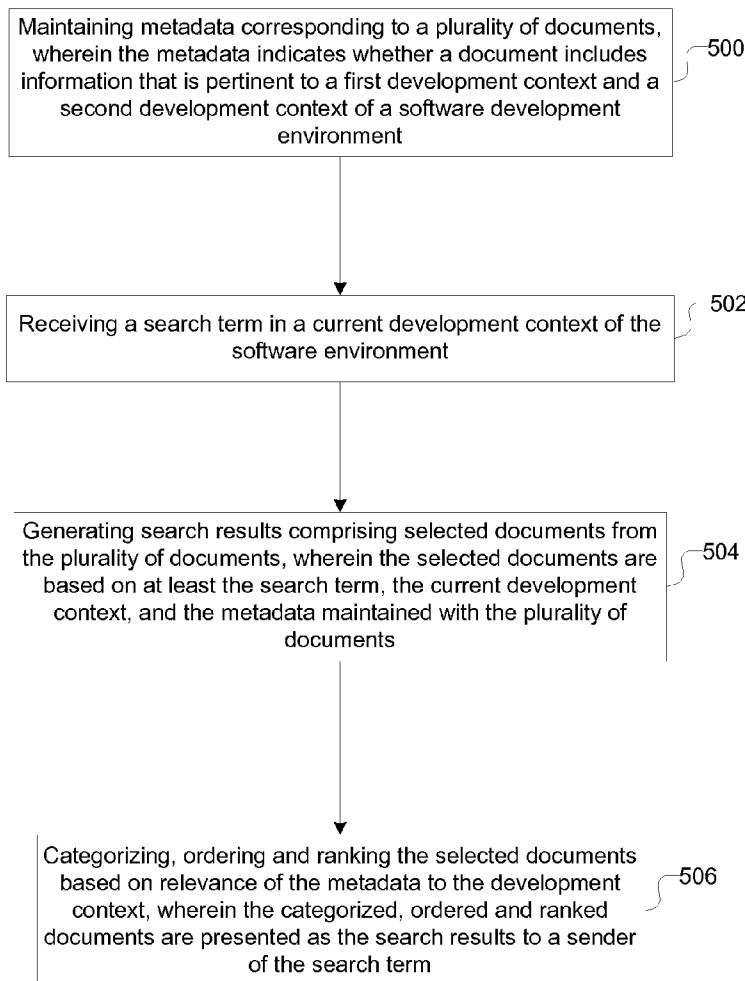 Maintaining metadata corresponding to a plurality of documents,
wherein the metadata indicates whether a document includes
information that is pertinent to a first development context and a
second development context of a software development
environment
500
Receiving a search term in a current development context of the
software environment
502
Generating search results comprising selected documents from
the plurality of documents, wherein the selected documents are
based on at least the search term, the current development
context, and the metadata maintained with the plurality of
documents
504
Categorizing, ordering and ranking the selected documents
based on relevance of the metadata to the development
context, wherein the categorized, ordered and ranked
documents are presented as the search results to a sender
of the search term
506